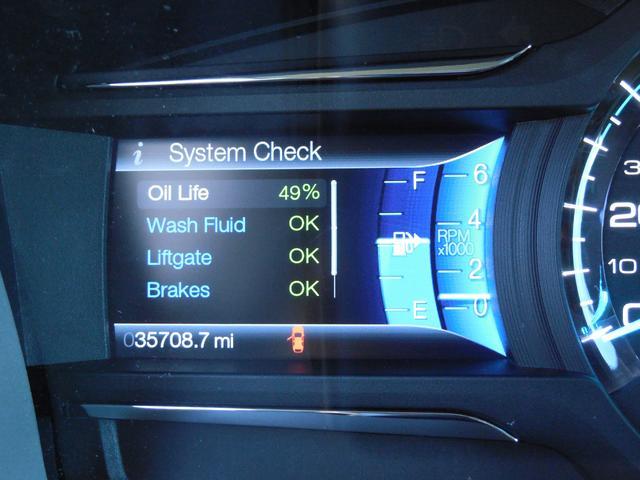 i System Check
Oil Life 49%
Wash Fluid OK
Liftgate OK
Brakes OK
035708.7 mi
F
E
6
4
RPM
x1000
2
0
10